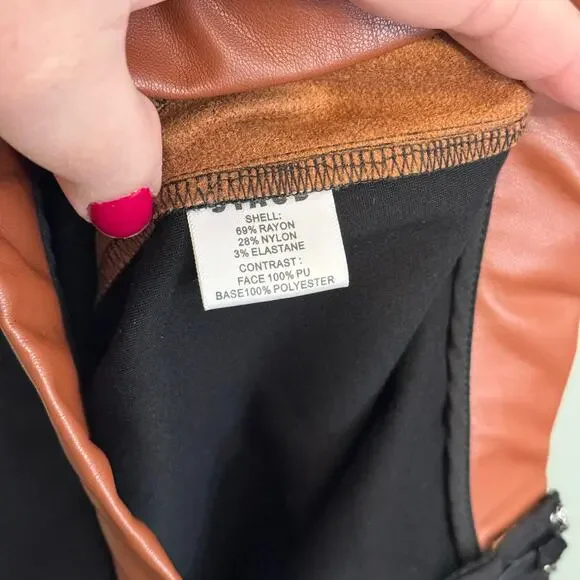 SHELL:
69% RAYON
28% NYLON
3% ELASTANE
CONTRAST :
FACE 100% PU
BASE100% POLYESTER